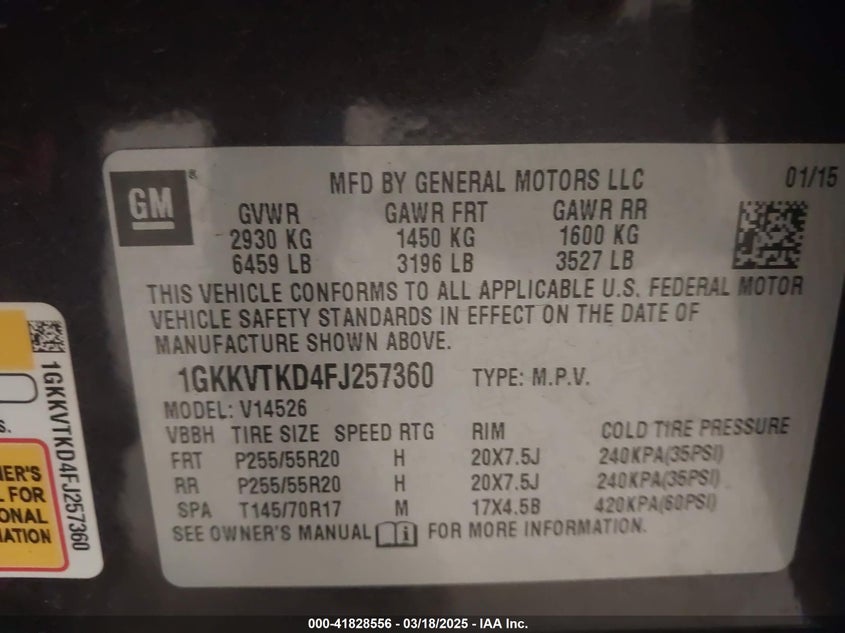 GM ®
MFD BY GENERAL MOTORS LLC 01/15
GVWR GAWR FRT GAWR RR
2930 KG 1450 KG 1600 KG
6459 LB 3196 LB 3527 LB
THIS VEHICLE CONFORMS TO ALL APPLICABLE U.S. FEDERAL MOTOR
VEHICLE SAFETY STANDARDS IN EFFECT ON THE DATE OF
MANUFACTURE SHOWN ABOVE.
1GKKVTKD4FJ257360 TYPE: M.P.V.
MODEL: V14526
VBBH TIRE SIZE SPEED RTG RIM COLD TIRE PRESSURE
FRT P255/55R20 H 20X7.5J 240KPA(35PSI)
RR P255/55R20 H 20X7.5J 240KPA(35PSI)
SPA T145/70R17 M 17X4.5B 420KPA(60PSI)
SEE OWNER'S MANUAL FOR MORE INFORMATION.
1GKKVTKD4FJ257360
S.
NER'S
L FOR
ONAL
MATION
000-41828556 - 03/18/2025 - IAA Inc.